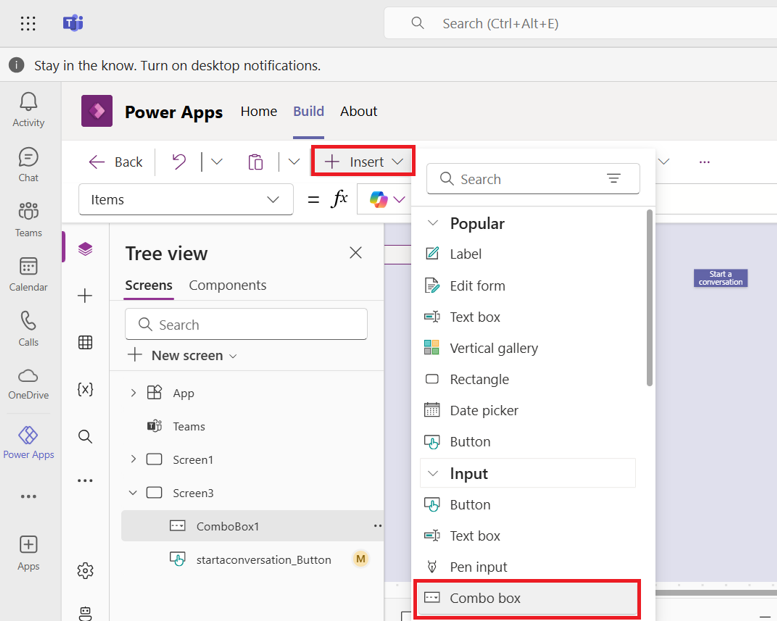 Search (Ctrl+Alt+E)
Stay in the know. Turn on desktop notifications.
Activity
Chat
Teams
Calendar
Calls
OneDrive
Power Apps
Apps
Power Apps
Home
Build
About
Back
Insert
Items
= fx
Tree view
Screens
Components
Search
New screen
App
Teams
Screen1
Screen3
ComboBox1
startaconversation_Button
M
Search
Popular
Label
Edit form
Text box
Vertical gallery
Rectangle
Date picker
Button
Input
Button
Text box
Pen input
Combo box
Start a
conversation